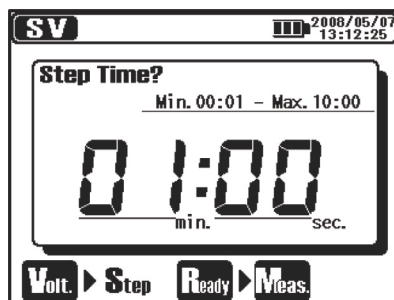 SV 2008/05/07
13:12:25
Step Time?
Min. 00:01 - Max. 10:00
01:00
min. sec.
Volt. Step Ready Meas.